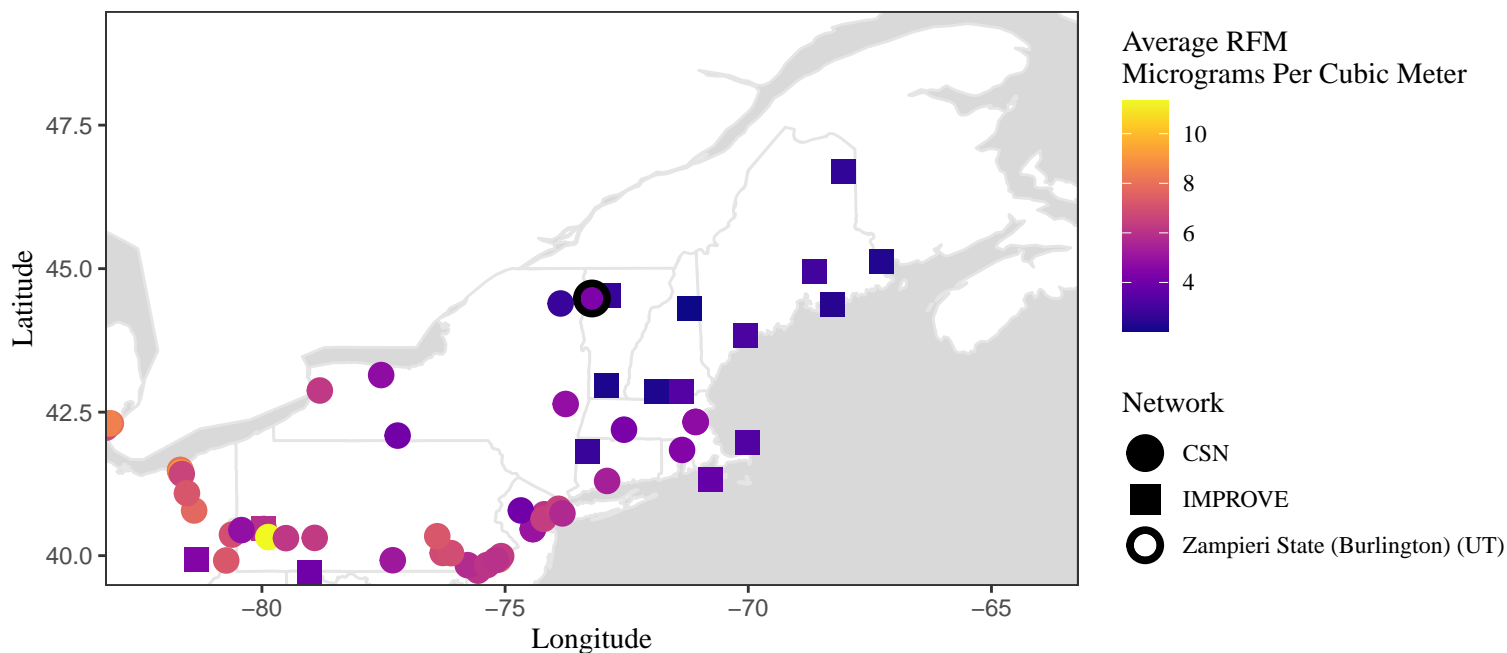 47.5
45.0
42.5
40.0
Latitude
−80
−75
−70
−65
Longitude
Average RFM
Micrograms Per Cubic Meter
10
8
6
4
Network
CSN
IMPROVE
Zampieri State (Burlington) (UT)